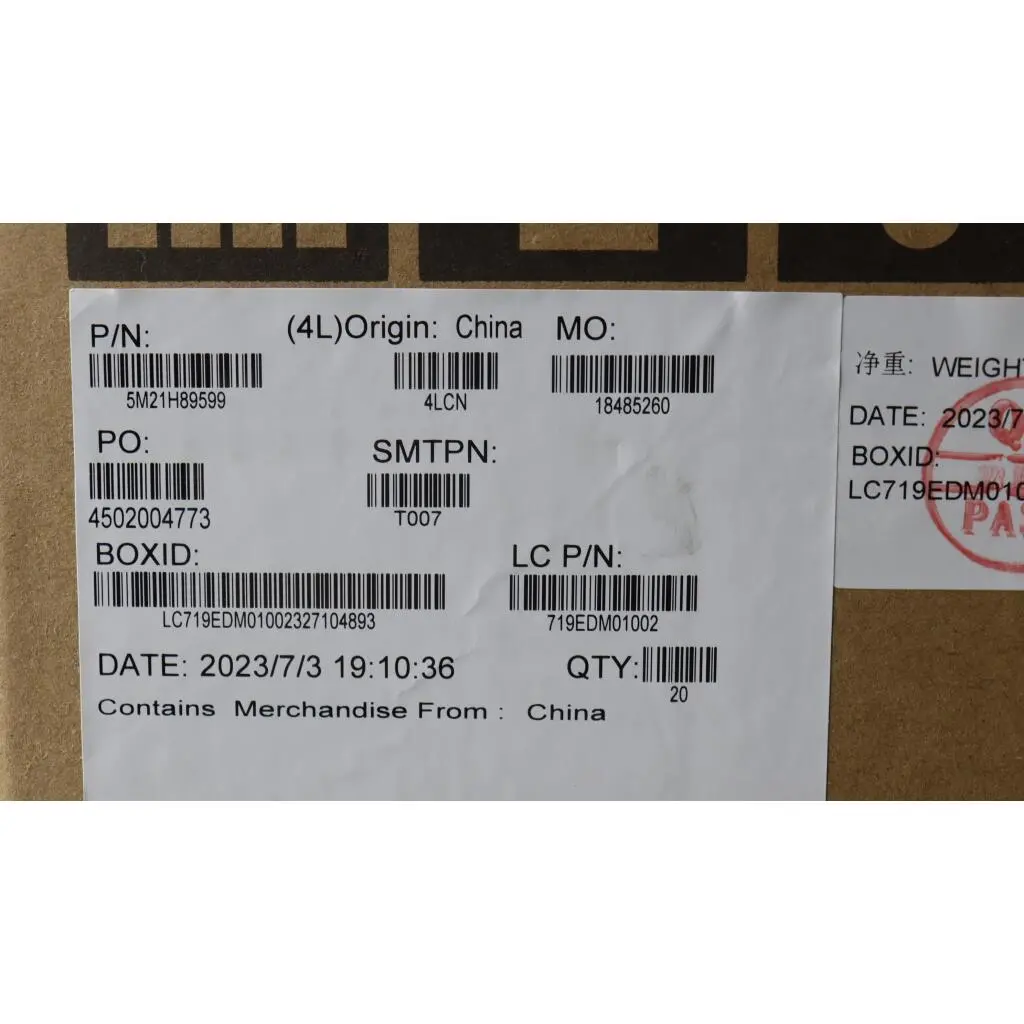 P/N: (4L)Origin: China MO:
5M21H89599 4LCN 18485260
PO: SMTPN:
4502004773 T007
BOXID: LC P/N:
LC719EDM01002327104893 719EDM01002
DATE: 2023/7/3 19:10:36 QTY:
20
Contains Merchandise From : China
净重: WEIGHT
DATE: 2023/7
BOXID:
LC719EDM010
PAS